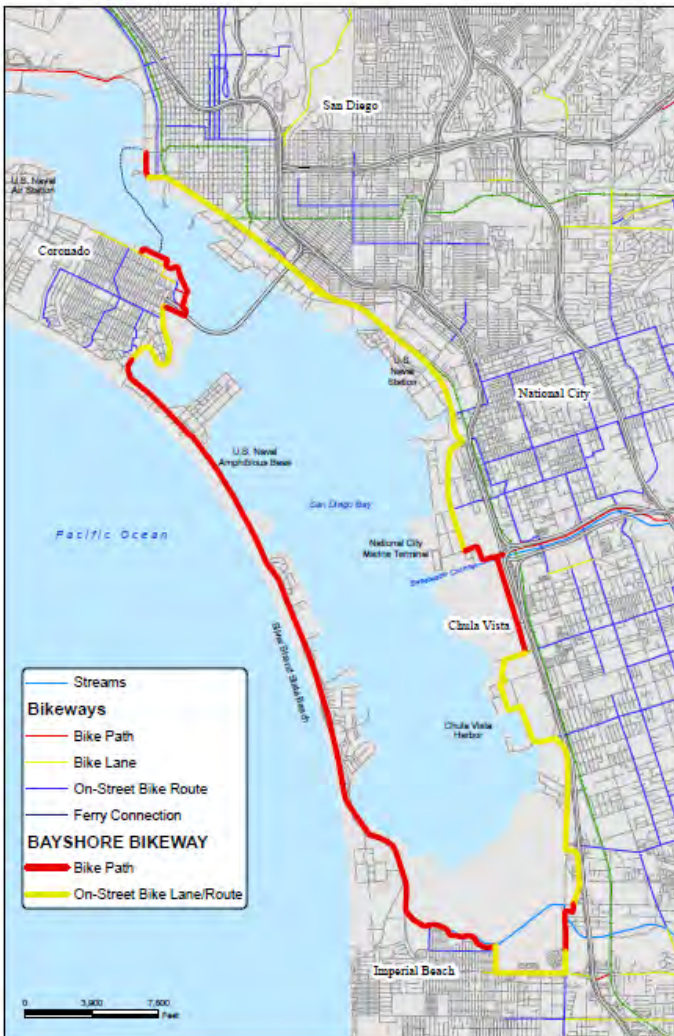 San Diego
U.S. Naval
Air Station
Coronado
U.S.
Naval
Station
National City
U.S. Naval
Amphibious Base
San Diego Bay
Pacific Ocean
National City
Marine Terminal
Chula Vista
Silver Strand State Beach
Chula Vista
Harbor
Streams
Bikeways
Bike Path
Bike Lane
On-Street Bike Route
Ferry Connection
BAYSHORE BIKEWAY
Bike Path
On-Street Bike Lane/Route
Imperial Beach
0 3,900 7,800
Feet